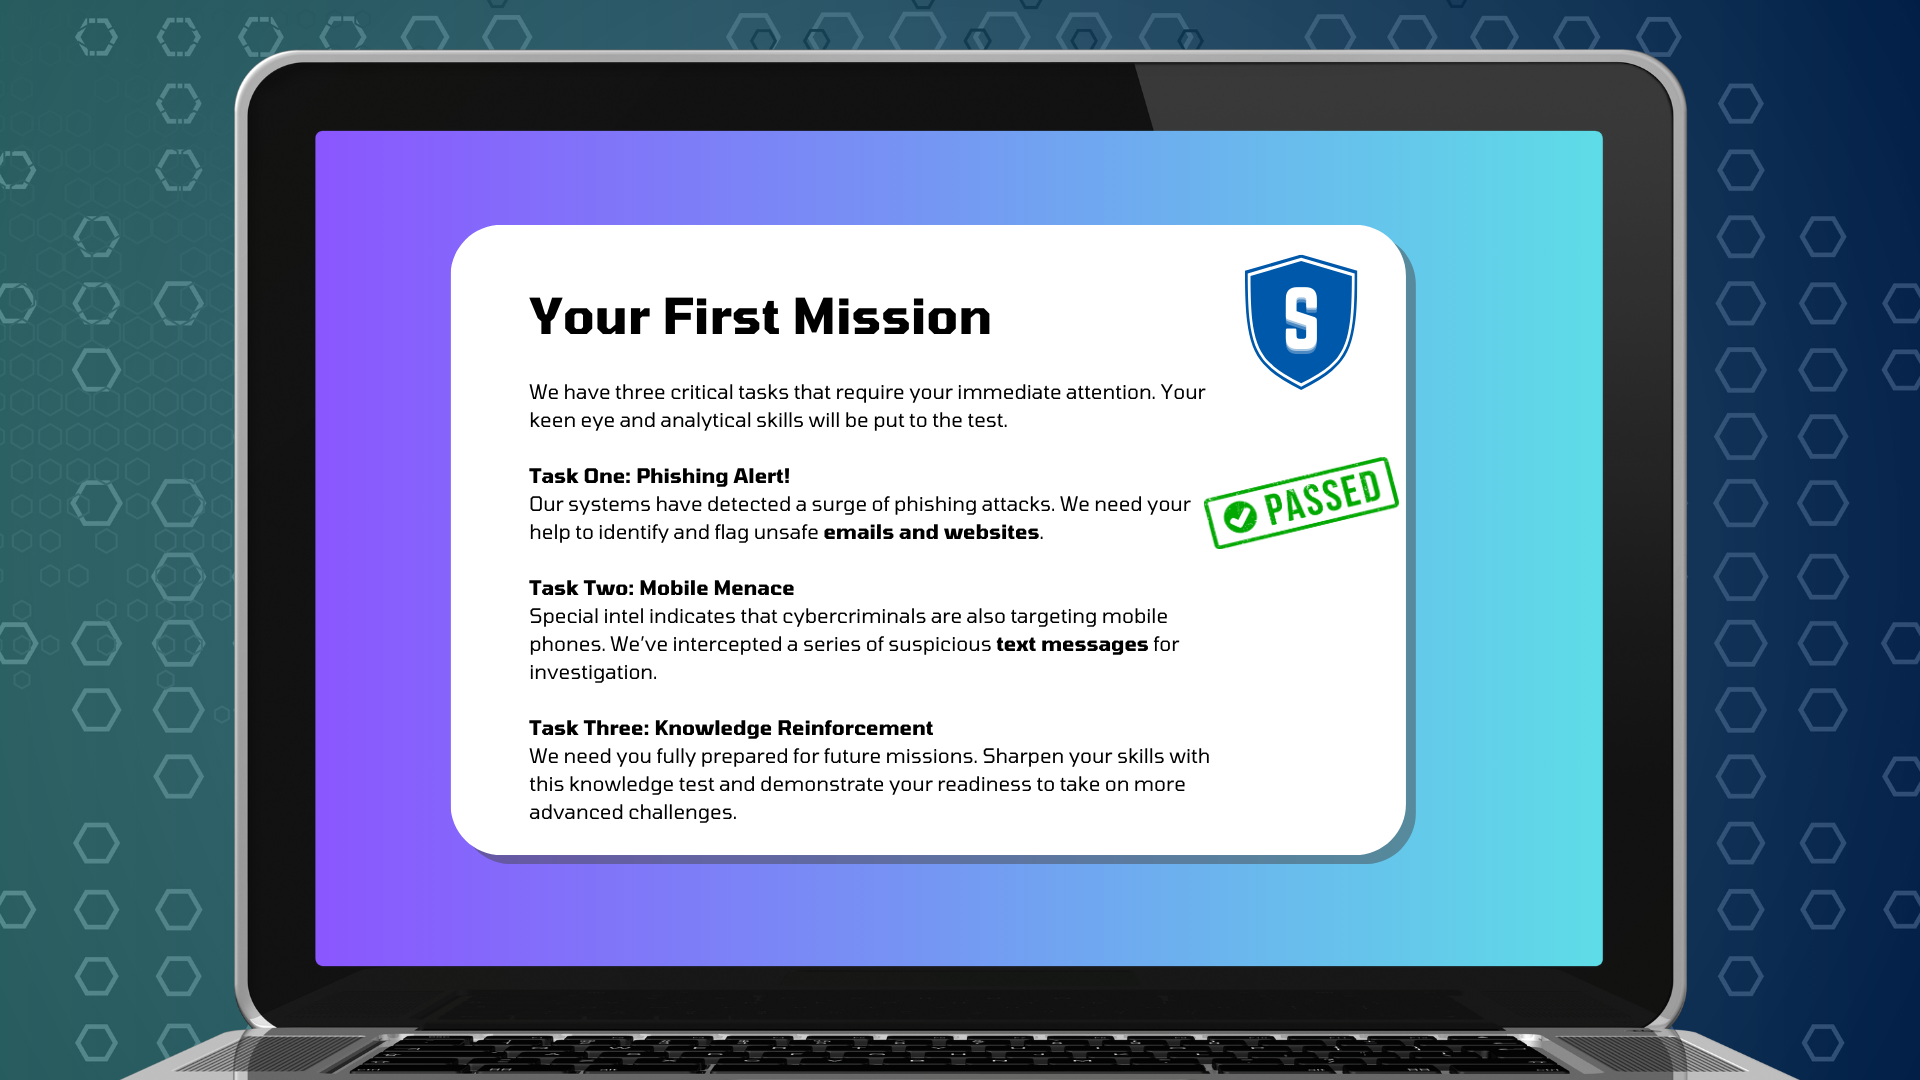 Your First Mission
S
We have three critical tasks that require your immediate attention. Your
keen eye and analytical skills will be put to the test.
Task One: Phishing Alert!
Our systems have detected a surge of phishing attacks. We need your
help to identify and flag unsafe emails and websites.
PASSED
Task Two: Mobile Menace
Special intel indicates that cybercriminals are also targeting mobile
phones. We’ve intercepted a series of suspicious text messages for
investigation.
Task Three: Knowledge Reinforcement
We need you fully prepared for future missions. Sharpen your skills with
this knowledge test and demonstrate your readiness to take on more
advanced challenges.